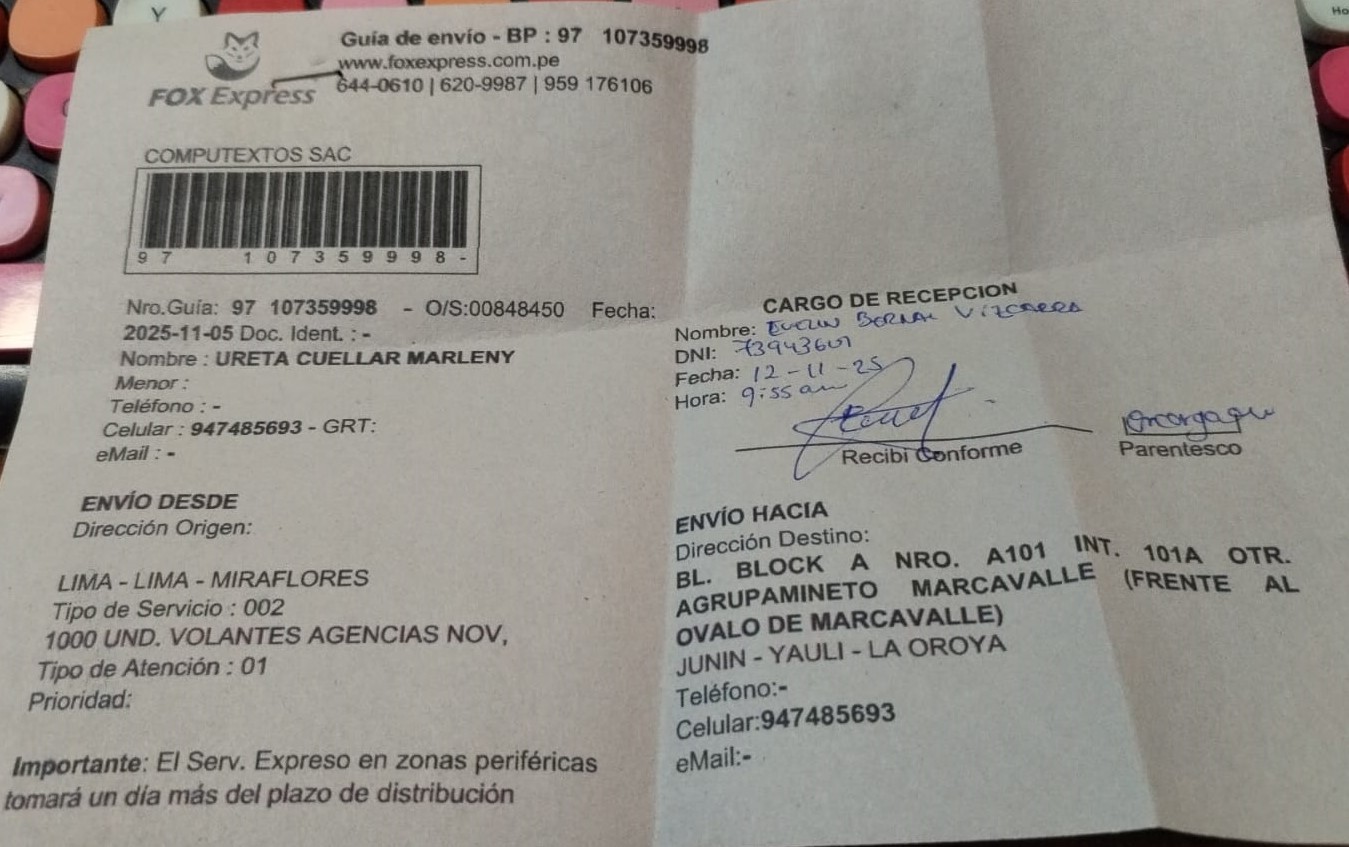 Guía de envío - BP : 97 107359998
www.foxexpress.com.pe
644-0610 | 620-9987 | 959 176106
FOX Express
COMPUTEXTOS SAC
97 107359998-
Nro.Guía: 97 107359998 - O/S:00848450 Fecha:
2025-11-05 Doc. Ident. : -
Nombre : URETA CUELLAR MARLENY
Menor :
Teléfono : -
Celular : 947485693 - GRT:
eMail : -
ENVÍO DESDE
Dirección Origen:
LIMA - LIMA - MIRAFLORES
Tipo de Servicio : 002
1000 UND. VOLANTES AGENCIAS NOV,
Tipo de Atención : 01
Prioridad:
Importante: El Serv. Expreso en zonas periféricas
tomará un día más del plazo de distribución
CARGO DE RECEPCION
Nombre: EVELIN BERNAL VIZCARRA
DNI: 73943601
Fecha: 12-11-25
Hora: 9:55 am
Recibi Conforme
Parentesco
ENVÍO HACIA
Dirección Destino:
BL. BLOCK A NRO. A101 INT. 101A OTR.
AGRUPAMINETO MARCAVALLE (FRENTE AL
OVALO DE MARCAVALLE)
JUNIN - YAULI - LA OROYA
Teléfono:-
Celular:947485693
eMail:-
Y
Ho